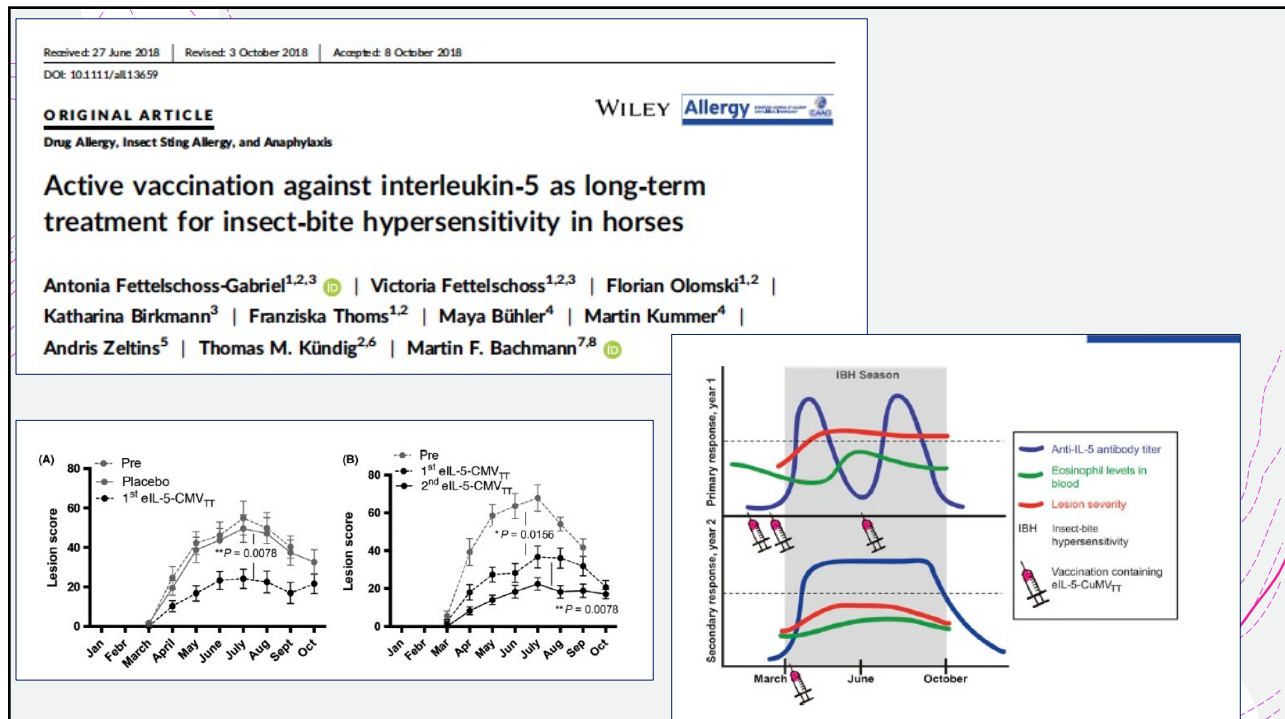 Received: 27 June 2018 | Revised: 3 October 2018 | Accepted: 8 October 2018
DOI: 10.1111/all.13659
ORIGINAL ARTICLE
WILEY Allergy
Drug Allergy, Insect Sting Allergy, and Anaphylaxis
Active vaccination against interleukin-5 as long-term
treatment for insect-bite hypersensitivity in horses
Antonia Fettelschoss-Gabriel1,2,3 iD | Victoria Fettelschoss1,2,3 | Florian Olomski1,2 |
Katharina Birkmann3 | Franziska Thoms1,2 | Maya Bühler4 | Martin Kummer4 |
Andris Zeltins5 | Thomas M. Kündig2,6 | Martin F. Bachmann7,8 iD
(A)
Pre
Placebo
1st eIL-5-CMVTT
Lesion score
80
60
40
20
0
**P = 0.0078
Jan
Febr
March
April
May
June
July
Aug
Sept
Oct
(B)
Pre
1st eIL-5-CMVTT
2nd eIL-5-CMVTT
Lesion score
80
60
40
20
0
*P = 0.0156
**P = 0.0078
Jan
Feb
Mar
Apr
May
Jun
Jul
Aug
Sep
Oct
IBH Season
Primary response, year 1
Secondary response, year 2
March
June
October
Anti-IL-5 antibody titer
Eosinophil levels in
blood
Lesion severity
IBH Insect-bite
hypersensitivity
Vaccination containing
eIL-5-CuMVTT